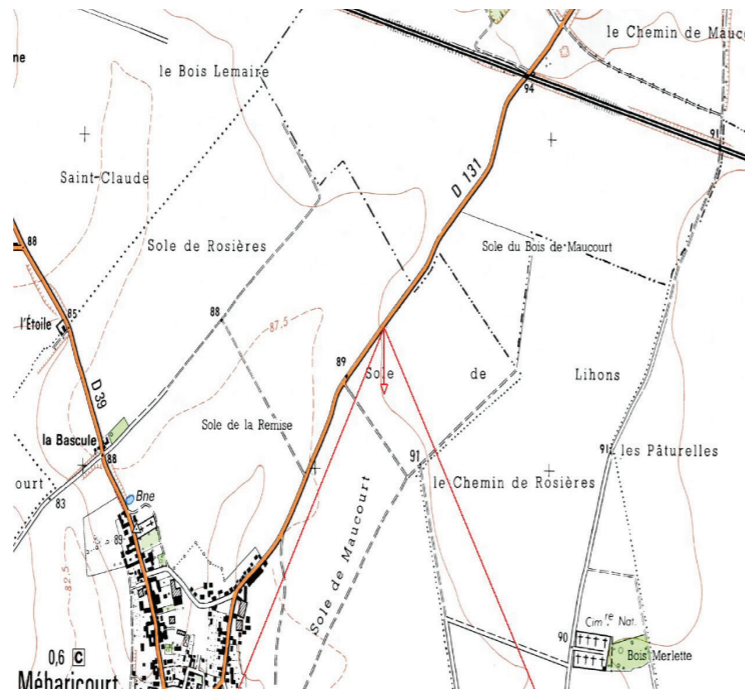 ne
le Chemin de Mauco
le Bois Lemaire
94
91
Saint-Claude
D 131
88
Sole de Rosières
Sole du Bois de Maucourt
85
l'Étoile
88
87,5
89
Sole de Lihons
D 39
Sole de la Remise
la Bascule
88
91
91
les Pâturelles
ourt
le Chemin de Rosières
83
Bne
89
Sole de Maucourt
82,5
Cim.re Nat.
90
Bois Merlette
0,6 C
Méharicourt